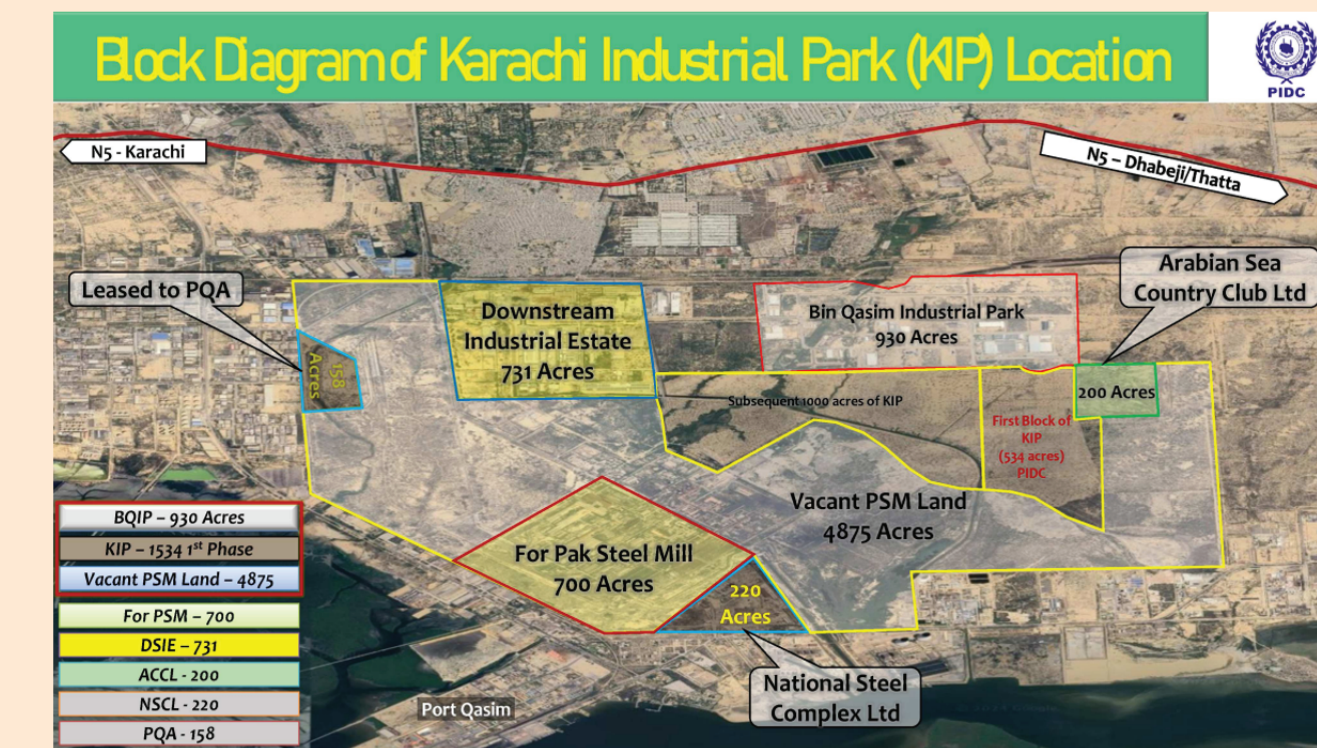 Block Diagram of Karachi Industrial Park (KIP) Location
PIDC
N5 - Karachi
N5 – Dhabeji/Thatta
Leased to PQA
158
Acres
Downstream
Industrial Estate
731 Acres
Bin Qasim Industrial Park
930 Acres
Arabian Sea
Country Club Ltd
200 Acres
Subsequent 1000 acres of KIP
First Block of
KIP
(534 acres)
PIDC
Vacant PSM Land
4875 Acres
For Pak Steel Mill
700 Acres
220
Acres
National Steel
Complex Ltd
Port Qasim
BQIP – 930 Acres
KIP – 1534 1st Phase
Vacant PSM Land – 4875
For PSM – 700
DSIE – 731
ACCL - 200
NSCL - 220
PQA - 158